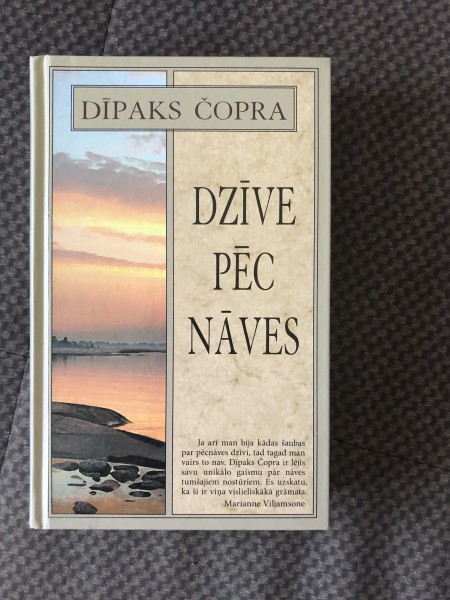 DĪPAKS ČOPRA
DZĪVE
PĒC
NĀVES
Ja arī man bija kādas šaubas
par pēcnāves dzīvi, tad tagad man
vairs to nav. Dīpaks Čopra ir lējis
savu unikālo gaismu pār nāves
tumšajiem nostūriem. Es uzskatu,
ka šī ir viņa vislieliskākā grāmata.
Marianne Viljamsone